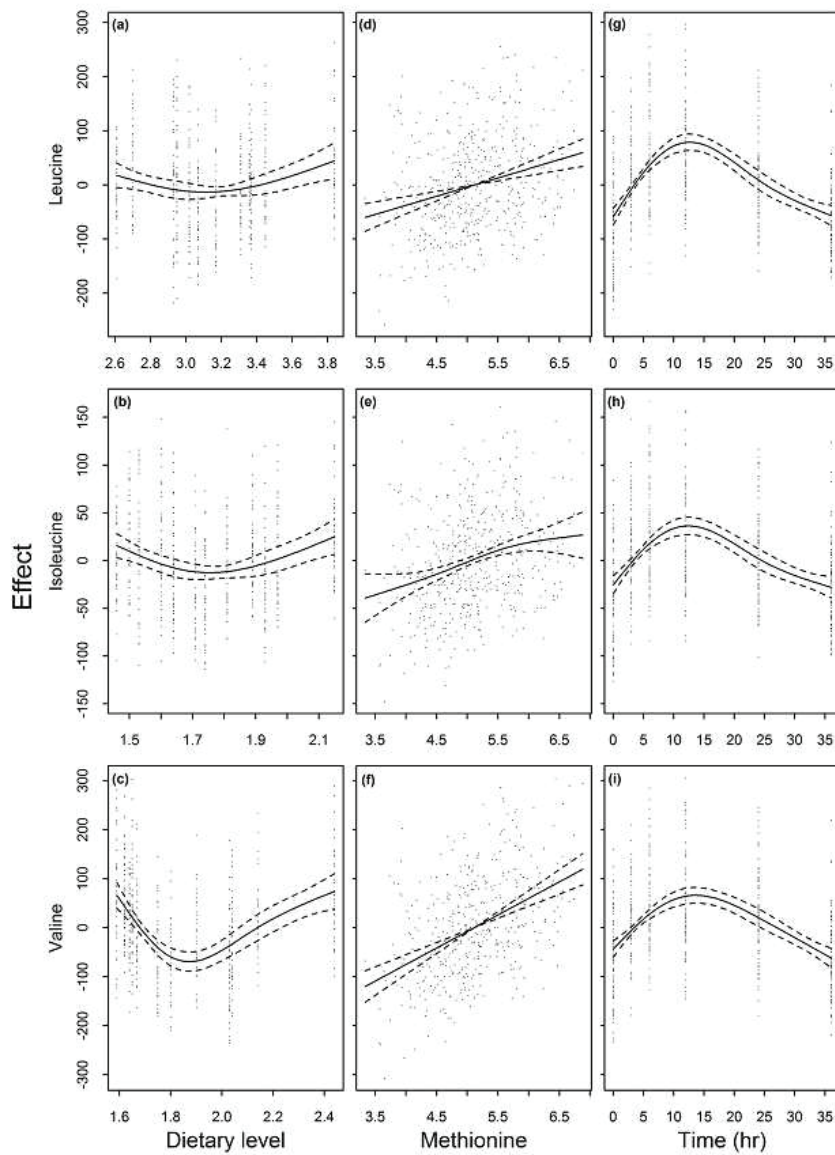 (a) (d) (g)
Leucine
300
200
100
0
-100
-200
2.6 2.8 3.0 3.2 3.4 3.6 3.8
3.5 4.5 5.5 6.5
0 5 10 15 20 25 30 35
(b) (e) (h)
Effect
Isoleucine
150
100
50
0
-50
-100
-150
1.5 1.7 1.9 2.1
3.5 4.5 5.5 6.5
0 5 10 15 20 25 30 35
(c) (f) (i)
Valine
300
200
100
0
-100
-200
-300
1.6 1.8 2.0 2.2 2.4
3.5 4.5 5.5 6.5
0 5 10 15 20 25 30 35
Dietary level Methionine Time (hr)